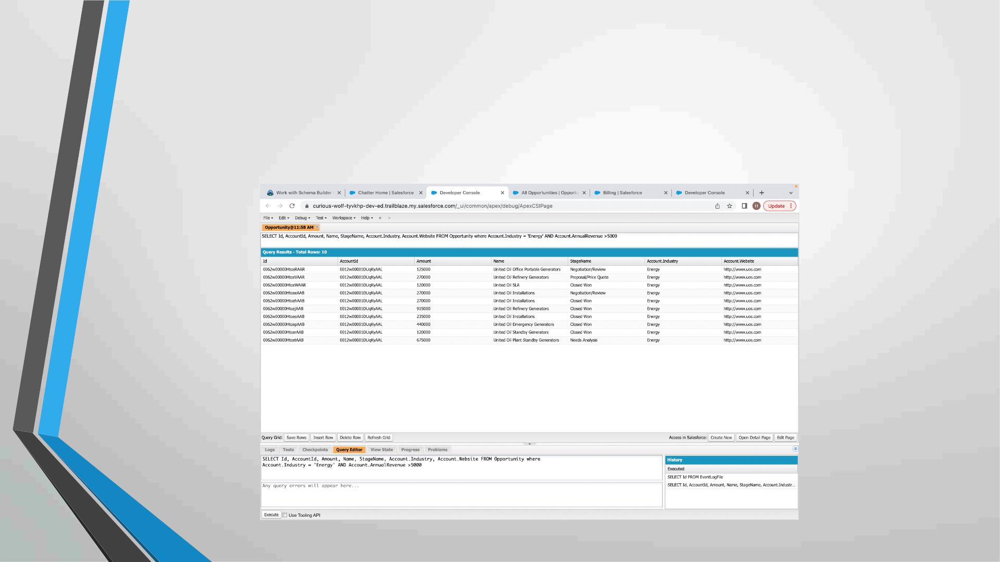 Work with Schema Builder
Chatter Home | Salesforce
Developer Console
All Opportunities | Opportu
Billing | Salesforce
Developer Console
curious-wolf-tyvkhp-dev-ed.trailblaze.my.salesforce.com/_ui/common/apex/debug/ApexCSIPage
H
Update
File Edit Debug Test Workspace Help < >
Opportunity@11:58 AM
SELECT Id, AccountId, Amount, Name, StageName, Account.Industry, Account.Website FROM Opportunity where Account.Industry = 'Energy' AND Account.AnnualRevenue >5000
Query Results - Total Rows: 10
Id AccountId Amount Name StageName Account.Industry Account.Website
0062w00000HtceRAAR 0012w00001DUqKyAAL 125000 United Oil Office Portable Generators Negotiation/Review Energy http://www.uos.com
0062w00000HtceVAAR 0012w00001DUqKyAAL 270000 United Oil Refinery Generators Proposal/Price Quote Energy http://www.uos.com
0062w00000HtceWAAR 0012w00001DUqKyAAL 120000 United Oil SLA Closed Won Energy http://www.uos.com
0062w00000HtceeAAB 0012w00001DUqKyAAL 270000 United Oil Installations Negotiation/Review Energy http://www.uos.com
0062w00000HtcehAAB 0012w00001DUqKyAAL 270000 United Oil Installations Closed Won Energy http://www.uos.com
0062w00000HtcejAAB 0012w00001DUqKyAAL 915000 United Oil Refinery Generators Closed Won Energy http://www.uos.com
0062w00000HtceoAAB 0012w00001DUqKyAAL 235000 United Oil Installations Closed Won Energy http://www.uos.com
0062w00000HtcepAAB 0012w00001DUqKyAAL 440000 United Oil Emergency Generators Closed Won Energy http://www.uos.com
0062w00000HtcerAAB 0012w00001DUqKyAAL 120000 United Oil Standby Generators Closed Won Energy http://www.uos.com
0062w00000HtcetAAB 0012w00001DUqKyAAL 675000 United Oil Plant Standby Generators Needs Analysis Energy http://www.uos.com
Query Grid: Save Rows Insert Row Delete Row Refresh Grid Access in Salesforce: Create New Open Detail Page Edit Page
Logs Tests Checkpoints Query Editor View State Progress Problems
SELECT Id, AccountId, Amount, Name, StageName, Account.Industry, Account.Website FROM Opportunity where
Account.Industry = 'Energy' AND Account.AnnualRevenue >5000
Any query errors will appear here...
History
Executed
SELECT Id FROM EventLogFile
SELECT Id, AccountId, Amount, Name, StageName, Account.Industr...
Execute Use Tooling API